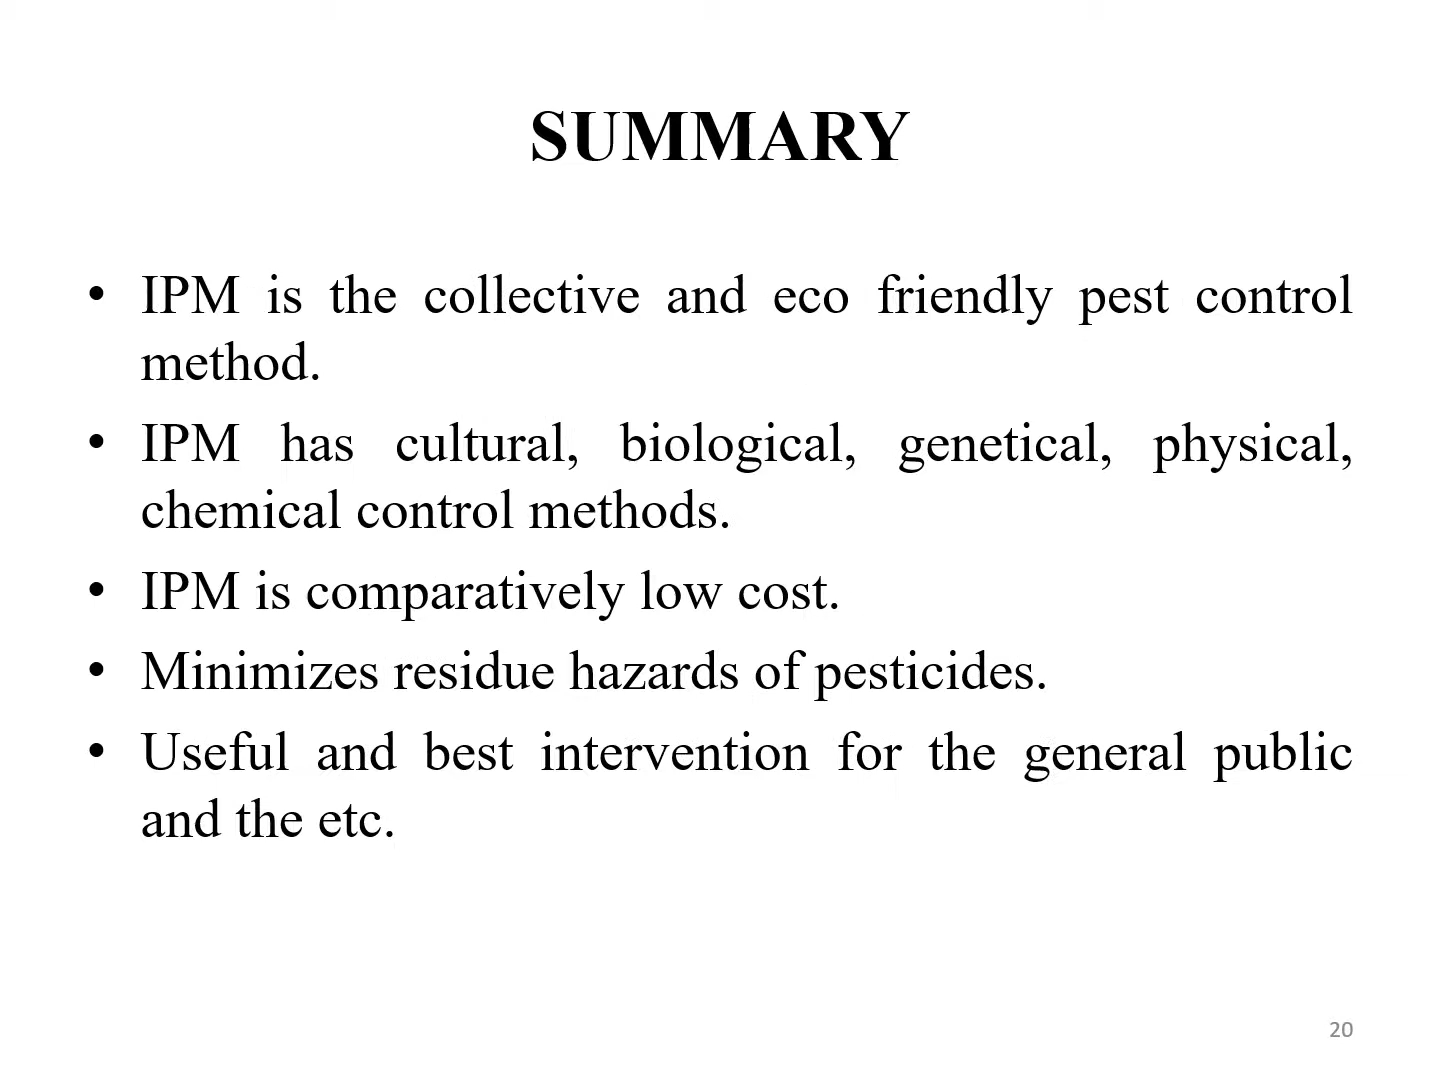 SUMMARY
• IPM is the collective and eco friendly pest control
method.
• IPM has cultural, biological, genetical, physical,
chemical control methods.
• IPM is comparatively low cost.
• Minimizes residue hazards of pesticides.
• Useful and best intervention for the general public
and the etc.
20